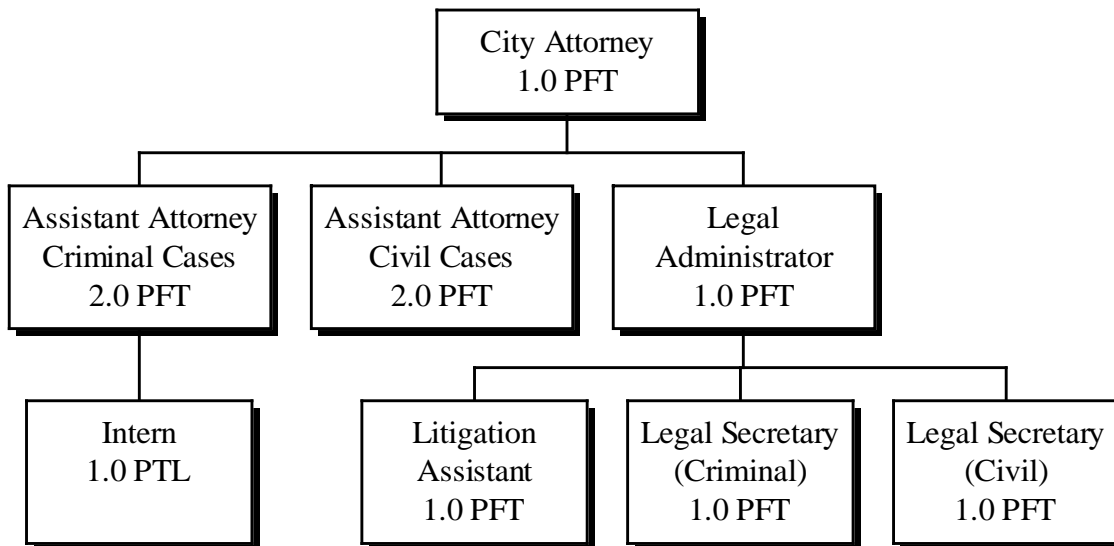 City Attorney
1.0 PFT
Assistant Attorney
Criminal Cases
2.0 PFT
Assistant Attorney
Civil Cases
2.0 PFT
Legal
Administrator
1.0 PFT
Intern
1.0 PTL
Litigation
Assistant
1.0 PFT
Legal Secretary
(Criminal)
1.0 PFT
Legal Secretary
(Civil)
1.0 PFT